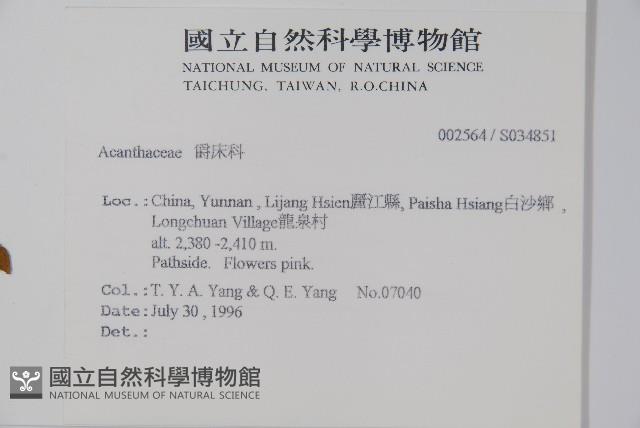 國立自然科學博物館
NATIONAL MUSEUM OF NATURAL SCIENCE
TAICHUNG, TAIWAN, R.O.CHINA
002564 / S034851
Acanthaceae 爵床科
Loc.: China, Yunnan , Lijang Hsien麗江縣, Paisha Hsiang白沙鄉 ,
Longchuan Village龍泉村
alt. 2,380 -2,410 m.
Pathside. Flowers pink.
Col.: T. Y. A. Yang & Q. E. Yang No.07040
Date: July 30 , 1996
Det.:
國立自然科學博物館
NATIONAL MUSEUM OF NATURAL SCIENCE